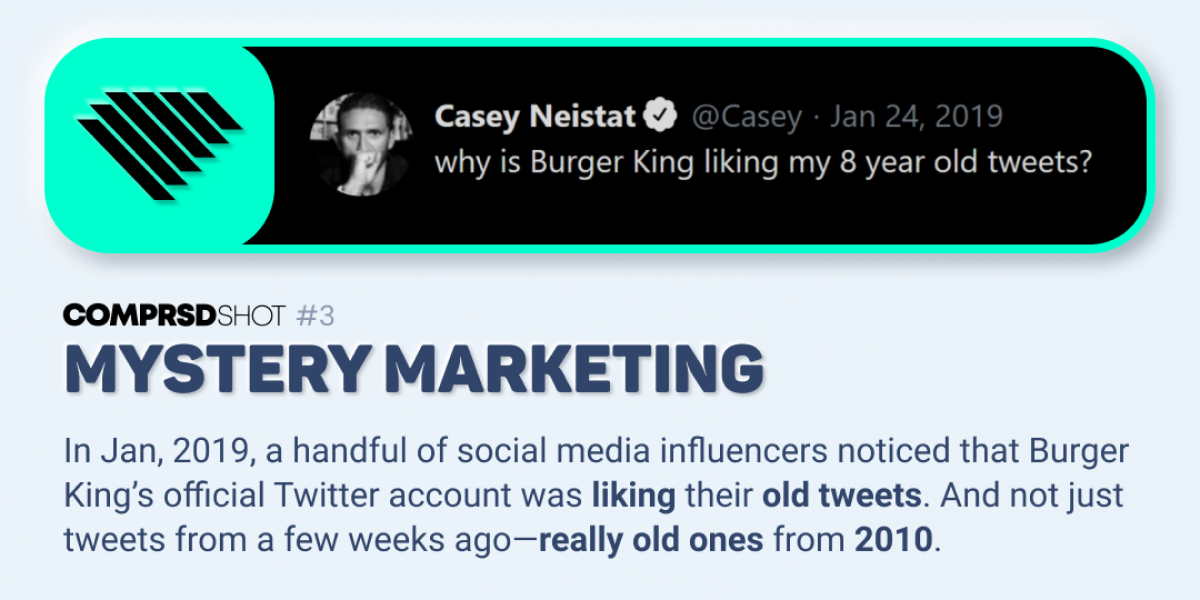 Casey Neistat @Casey · Jan 24, 2019
why is Burger King liking my 8 year old tweets?
COMPRSDSHOT #3
MYSTERY MARKETING
In Jan, 2019, a handful of social media influencers noticed that Burger
King’s official Twitter account was liking their old tweets. And not just
tweets from a few weeks ago—really old ones from 2010.